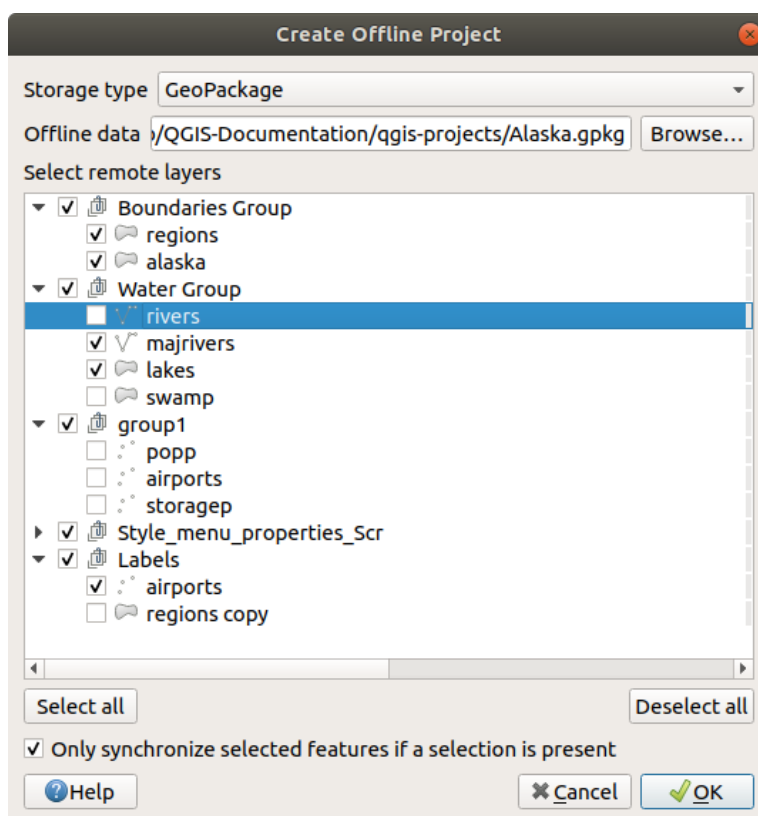 Create Offline Project
Storage type GeoPackage
Offline data /QGIS-Documentation/qgis-projects/Alaska.gpkg Browse…
Select remote layers
Boundaries Group
regions
alaska
Water Group
rivers
majrivers
lakes
swamp
group1
popp
airports
storagep
Style_menu_properties_Scr
Labels
airports
regions copy
Select all Deselect all
Only synchronize selected features if a selection is present
Help Cancel OK